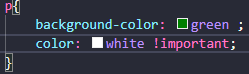 p{
background-color: green ;
color: white !important;
}